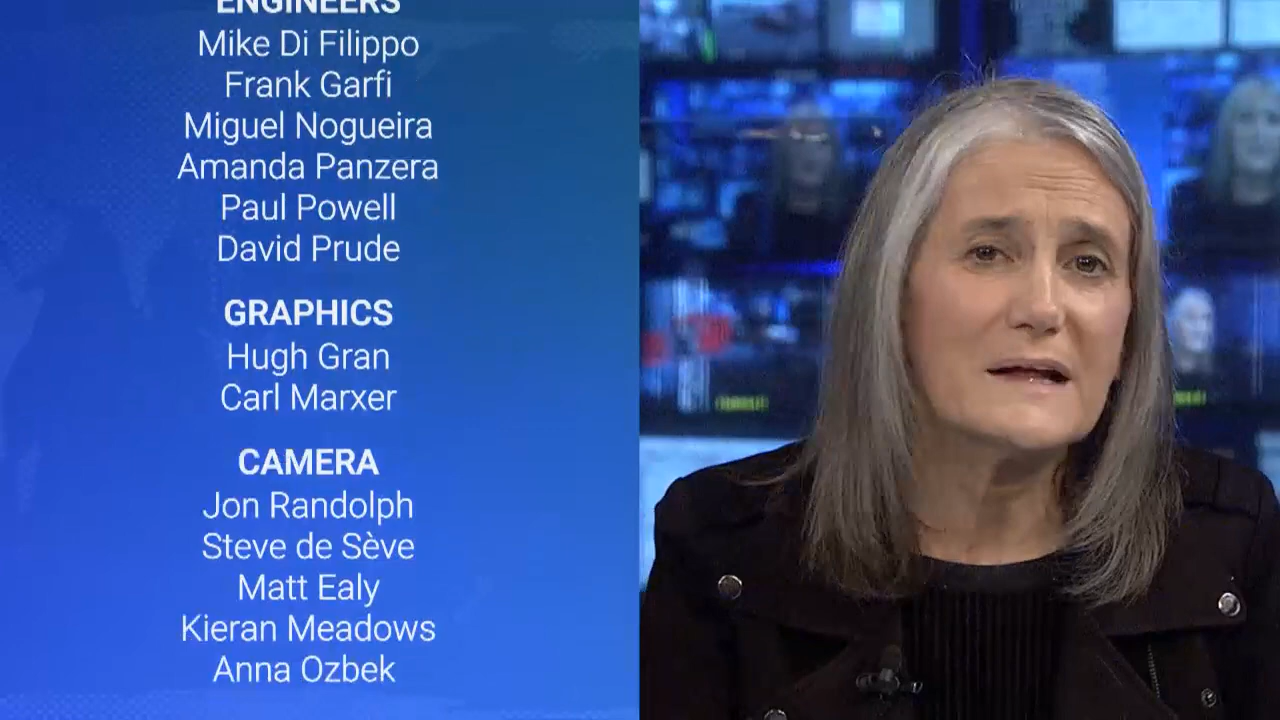 ENGINEERS
Mike Di Filippo
Frank Garfi
Miguel Nogueira
Amanda Panzera
Paul Powell
David Prude
GRAPHICS
Hugh Gran
Carl Marxer
CAMERA
Jon Randolph
Steve de Sève
Matt Ealy
Kieran Meadows
Anna Ozbek